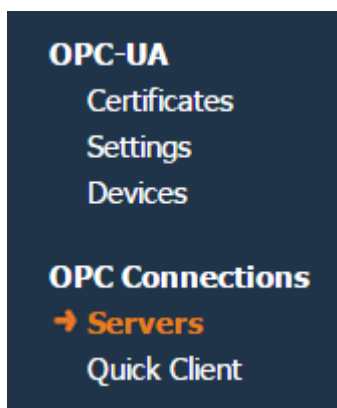 OPC-UA
Certificates
Settings
Devices
OPC Connections
Servers
Quick Client